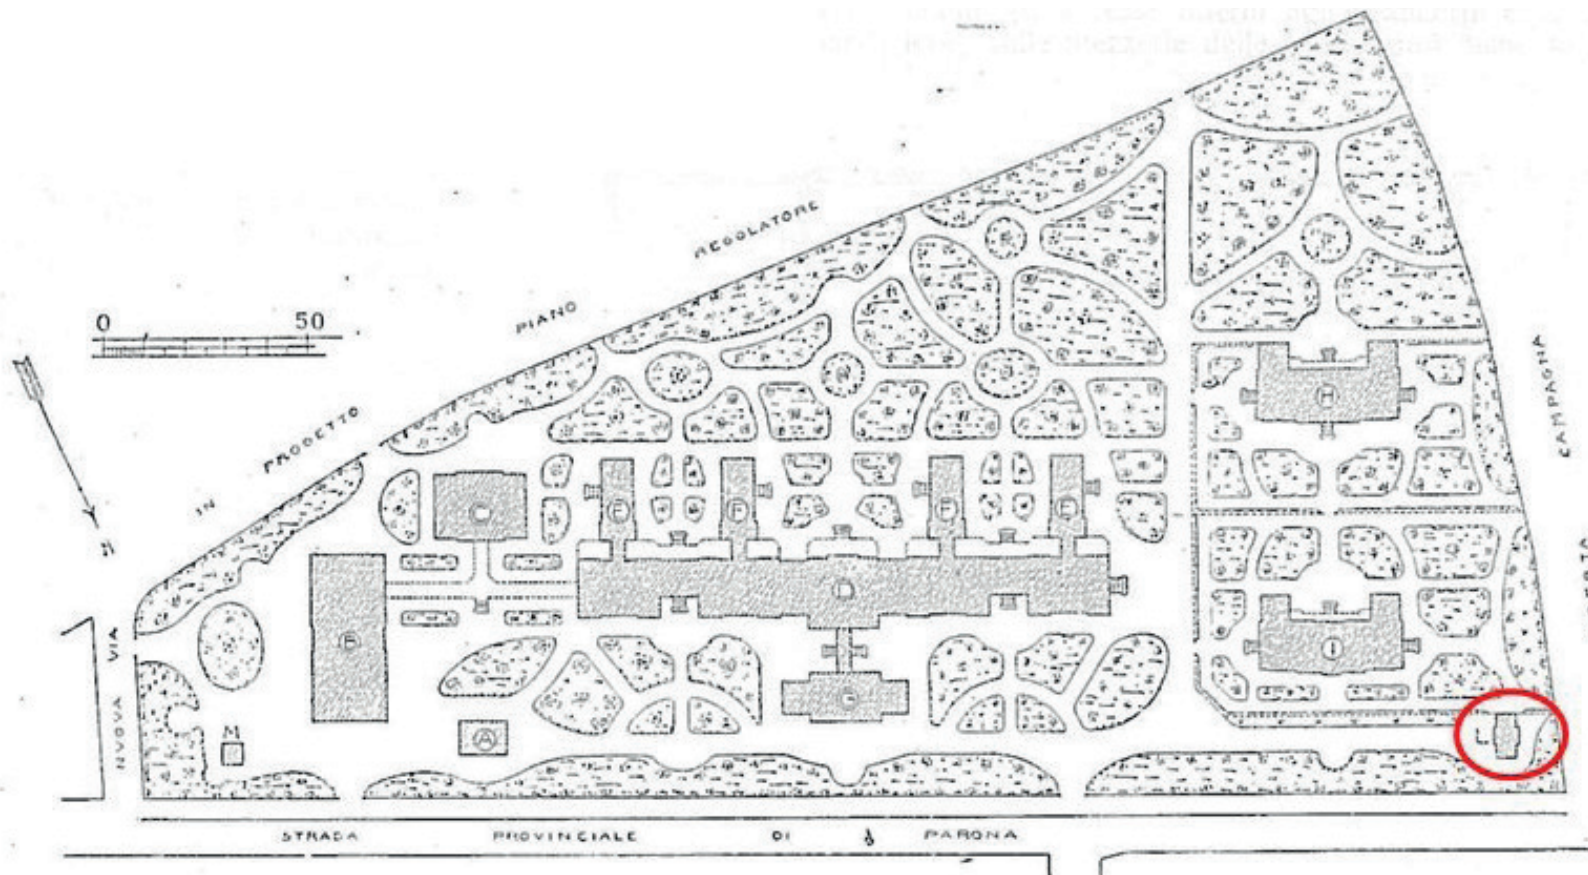 REGOLATORE
PIANO
0 50
PROGETTO
IN
CAMPAGNA
H
F F F F
D
B
I
NUOVA VIA
M
A
G
L
STRADA PROVINCIALE DI PARONA